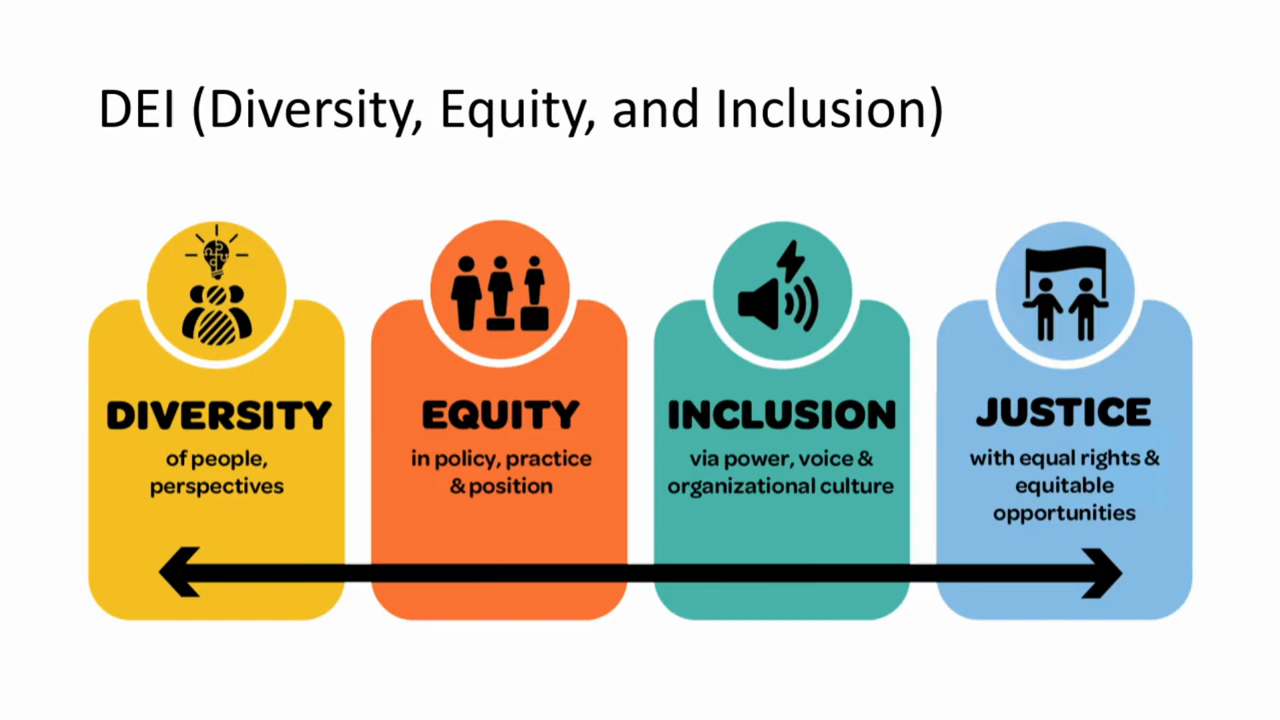 DEI (Diversity, Equity, and Inclusion)
DIVERSITY
of people,
perspectives
EQUITY
in policy, practice
& position
INCLUSION
via power, voice &
organizational culture
JUSTICE
with equal rights &
equitable
opportunities